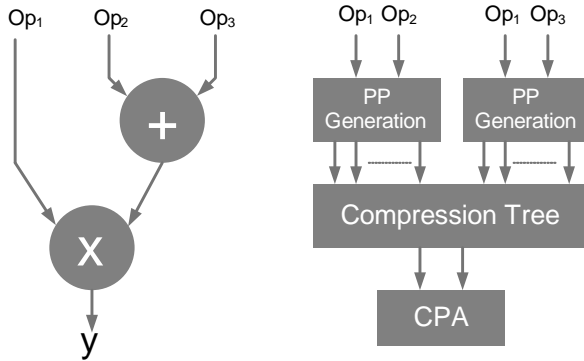 Op₁ Op₂ Op₃
+
x
y
Op₁ Op₂ Op₁ Op₃
PP
Generation
PP
Generation
Compression Tree
CPA